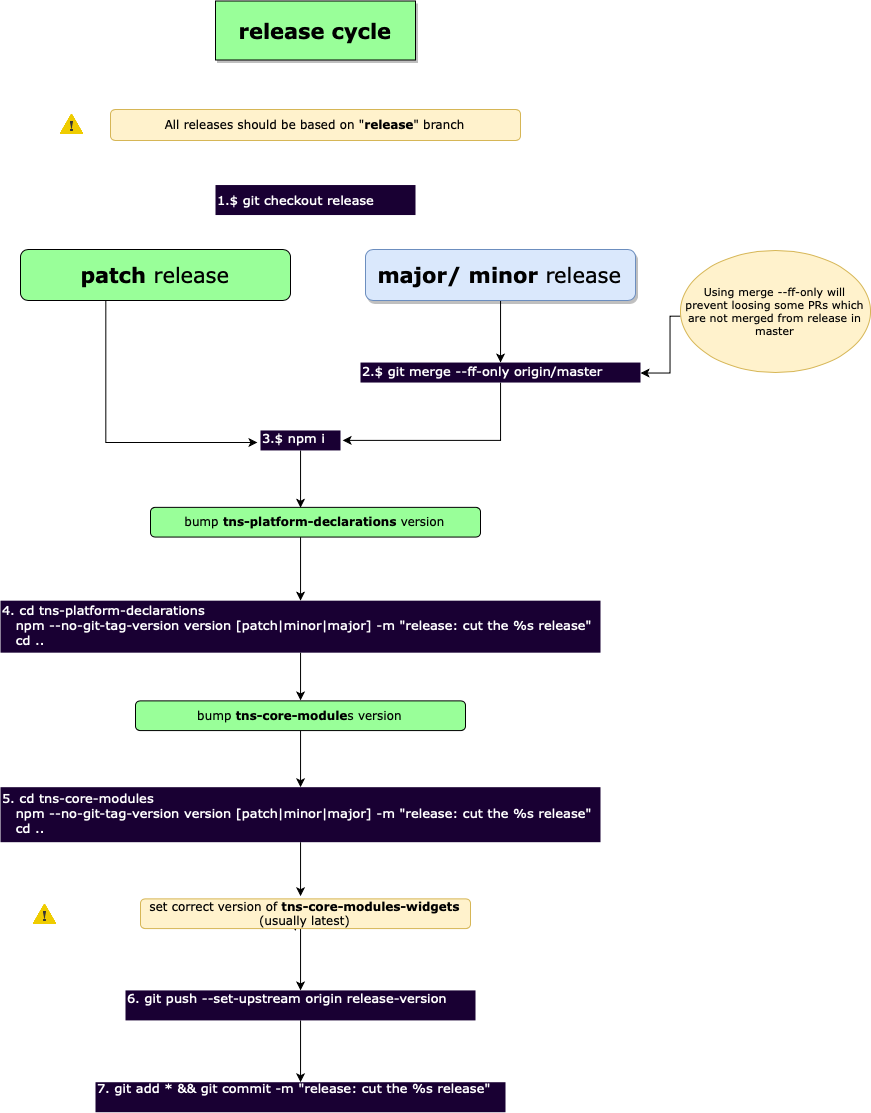 release cycle
All releases should be based on "release" branch
1.$ git checkout release
patch release
major/ minor release
Using merge --ff-only will
prevent loosing some PRs which
are not merged from release in
master
2.$ git merge --ff-only origin/master
3.$ npm i
bump tns-platform-declarations version
4. cd tns-platform-declarations
npm --no-git-tag-version version [patch|minor|major] -m "release: cut the %s release"
cd ..
bump tns-core-modules version
5. cd tns-core-modules
npm --no-git-tag-version version [patch|minor|major] -m "release: cut the %s release"
cd ..
set correct version of tns-core-modules-widgets
(usually latest)
6. git push --set-upstream origin release-version
7. git add * && git commit -m "release: cut the %s release"